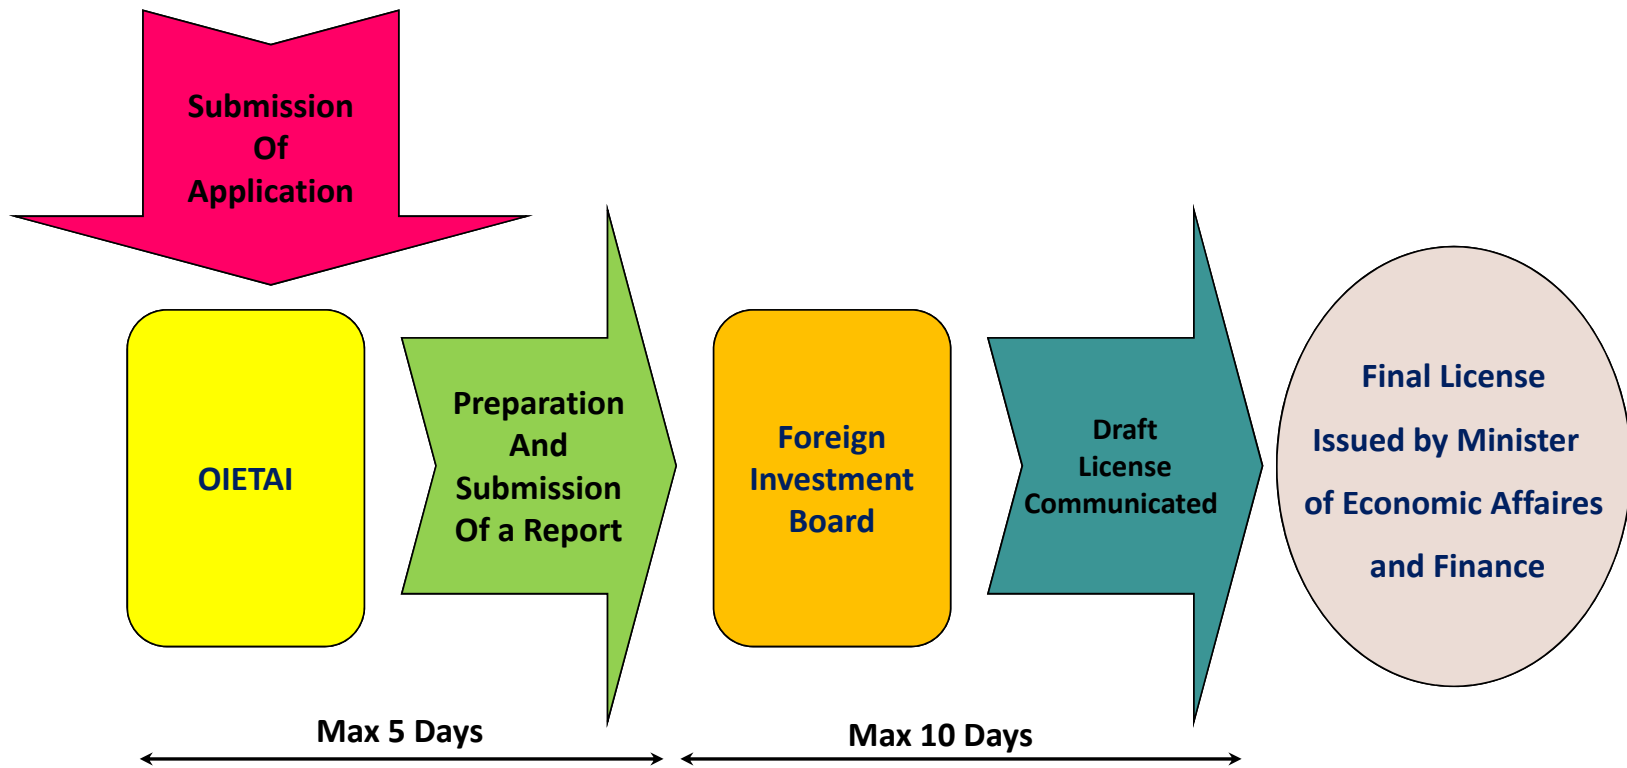 Submission
Of
Application
OIETAI
Preparation
And
Submission
Of a Report
Foreign
Investment
Board
Draft
License
Communicated
Final License
Issued by Minister
of Economic Affaires
and Finance
Max 5 Days
Max 10 Days